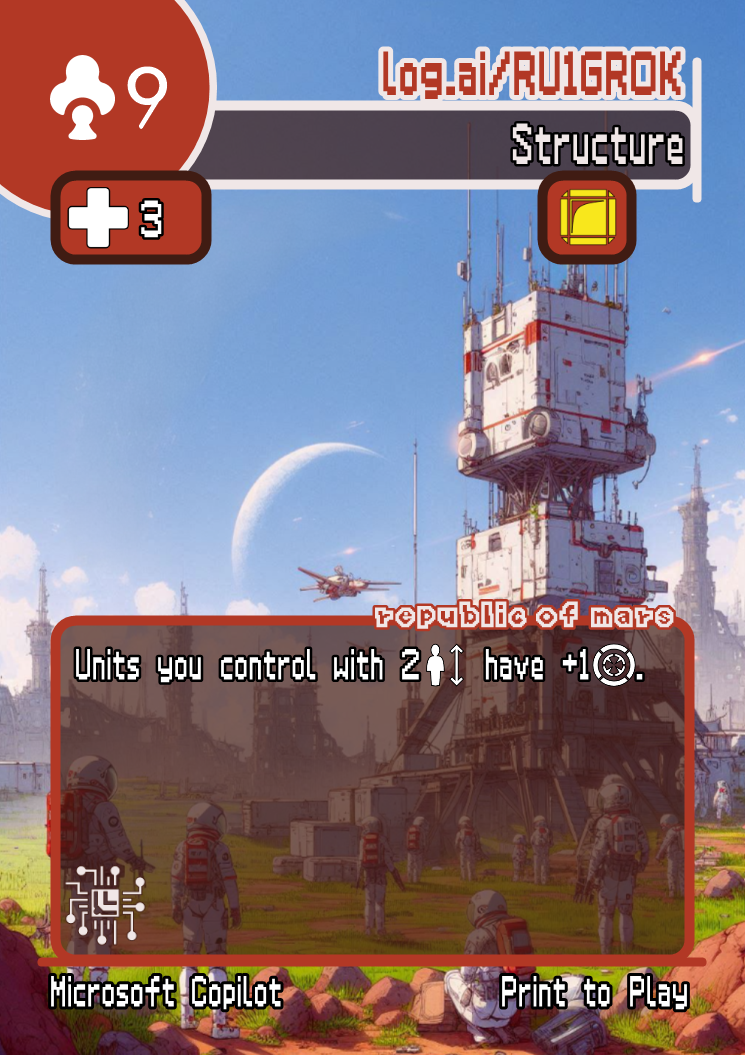 9
log.ai/RU1GROK
Structure
3
republic of mars
Units you control with 2 have +1.
Microsoft Copilot
Print to Play